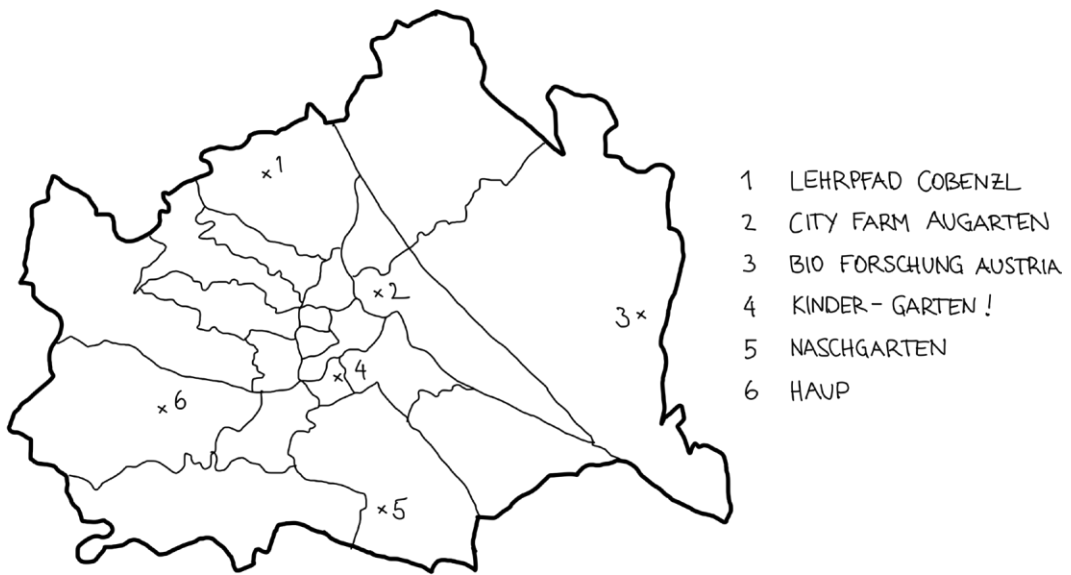 1
2
3
4
5
6
1 LEHRPFAD COBENZL
2 CITY FARM AUGARTEN
3 BIO FORSCHUNG AUSTRIA
4 KINDER-GARTEN!
5 NASCHGARTEN
6 HAUP